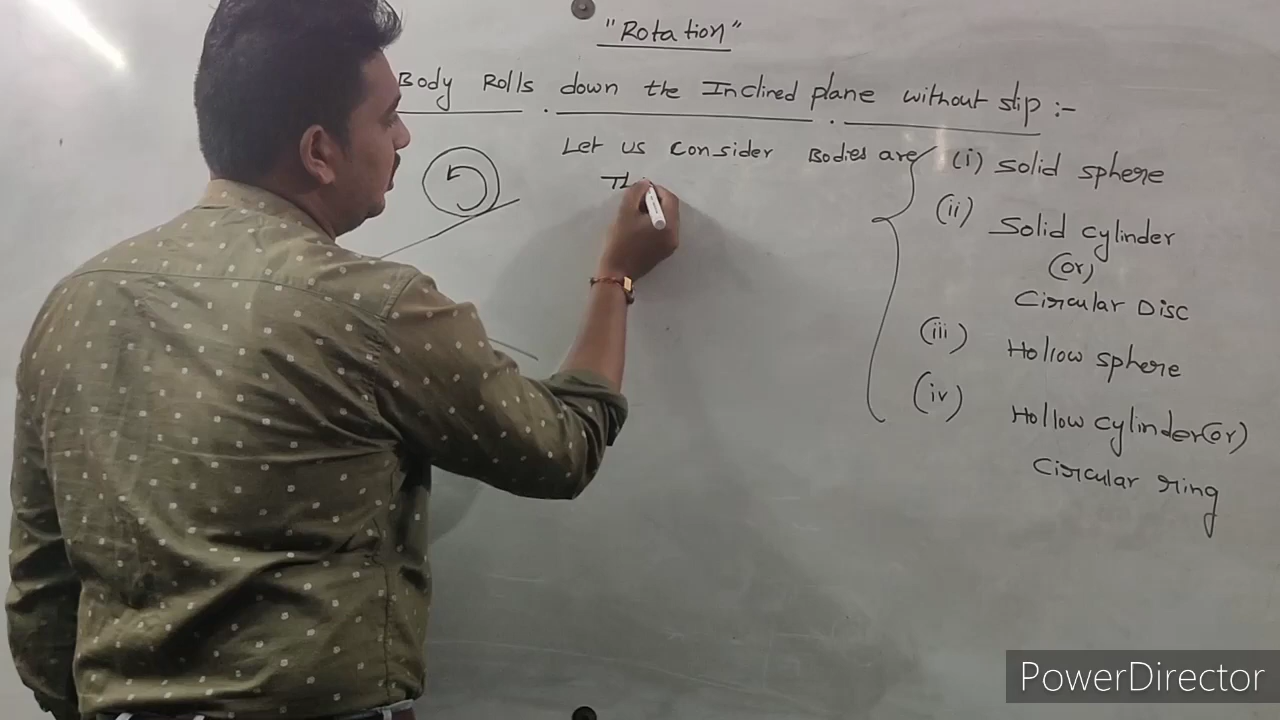 "Rotation"
Body Rolls down the Inclined plane without slip :-
Let us consider Bodies are
(i) solid sphere
(ii) Solid cylinder
(or)
Circular Disc
(iii) Hollow sphere
(iv) Hollow cylinder (or)
Circular ring
Th
PowerDirector